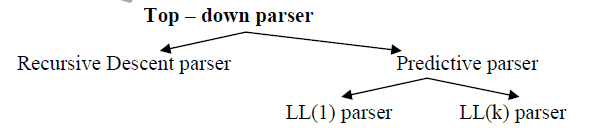 Top – down parser
Recursive Descent parser Predictive parser
LL(1) parser LL(k) parser